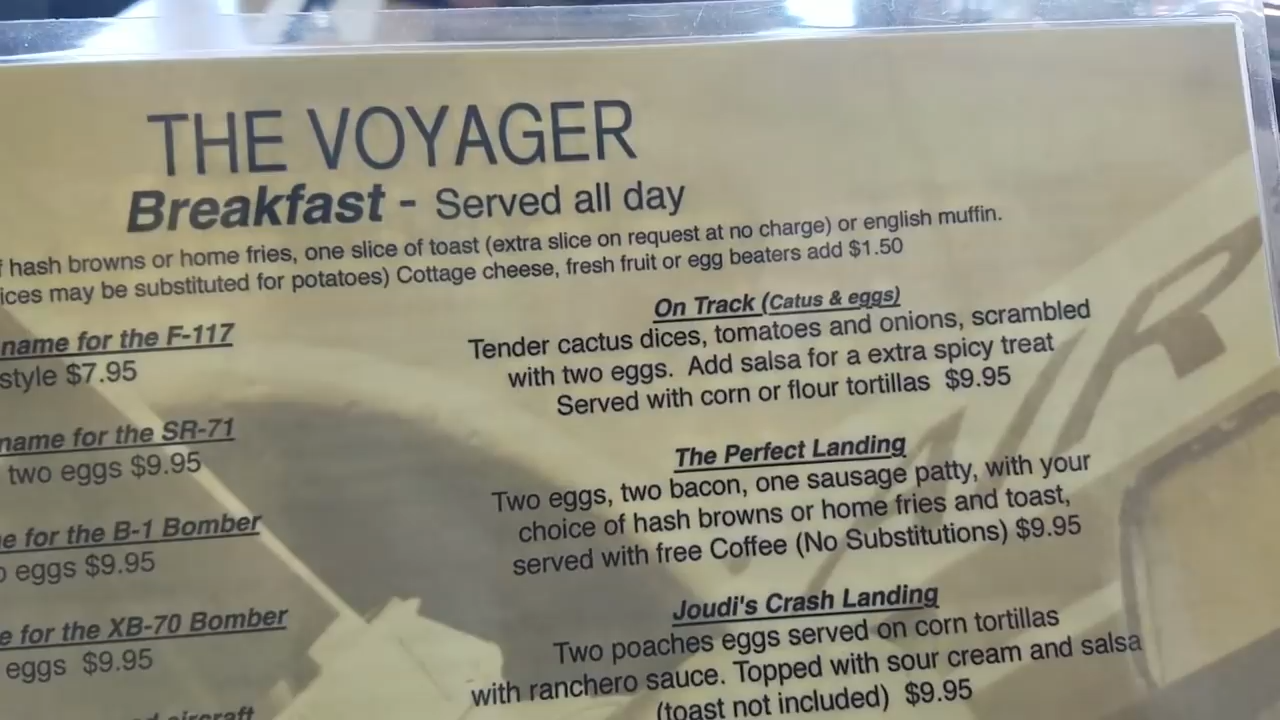 THE VOYAGER
Breakfast - Served all day
hash browns or home fries, one slice of toast (extra slice on request at no charge) or english muffin.
ices may be substituted for potatoes) Cottage cheese, fresh fruit or egg beaters add $1.50
name for the F-117
style $7.95
name for the SR-71
two eggs $9.95
e for the B-1 Bomber
eggs $9.95
e for the XB-70 Bomber
eggs $9.95
aircraft
On Track (Catus & eggs)
Tender cactus dices, tomatoes and onions, scrambled
with two eggs. Add salsa for a extra spicy treat
Served with corn or flour tortillas $9.95
The Perfect Landing
Two eggs, two bacon, one sausage patty, with your
choice of hash browns or home fries and toast,
served with free Coffee (No Substitutions) $9.95
Joudi's Crash Landing
Two poaches eggs served on corn tortillas
with ranchero sauce. Topped with sour cream and salsa
(toast not included) $9.95